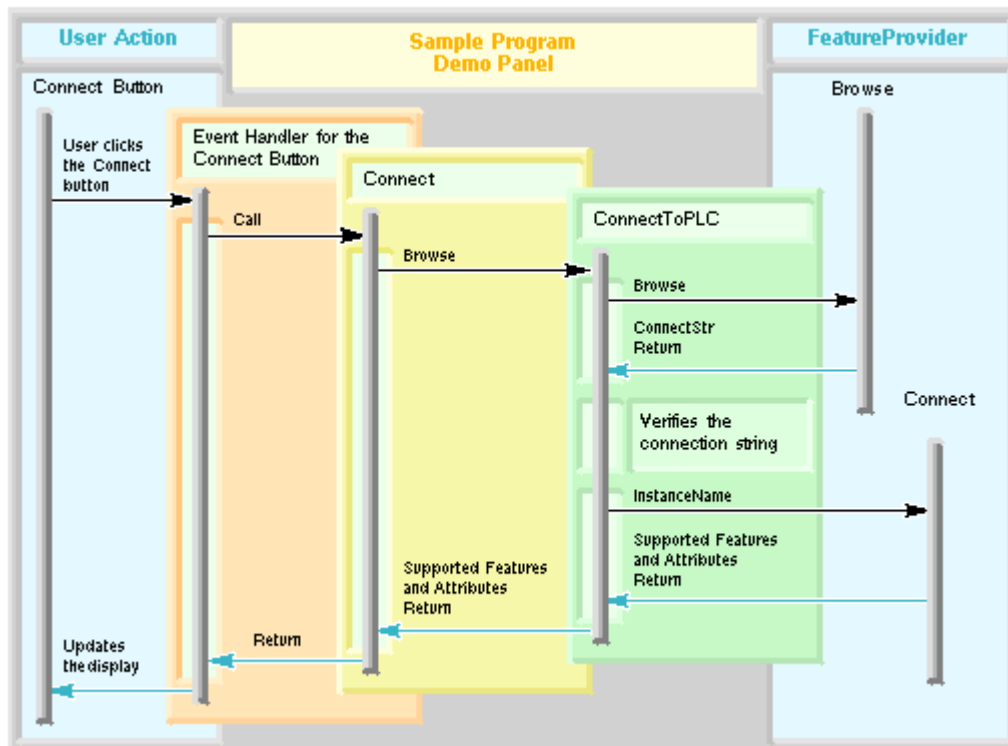 User Action
Sample Program
Demo Panel
FeatureProvider
Connect Button
Browse
Event Handler for the
Connect Button
User clicks
the Connect
button
Connect
ConnectToPLC
Call
Browse
Browse
ConnectStr
Return
Connect
Verifies the
connection string
InstanceName
Supported Features
and Attributes
Return
Supported Features
and Attributes
Return
Return
Updates
the display